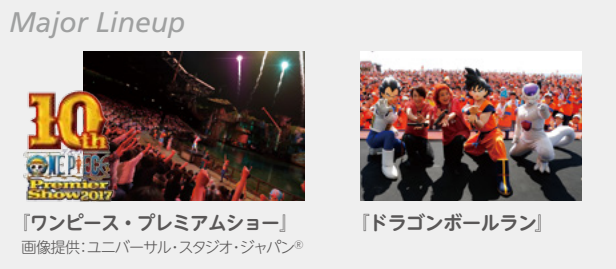 Major Lineup
10th
ONE PIECE
Premier
Show 2017
『ワンピース・プレミアムショー』
『ドラゴンボールラン』
画像提供：ユニバーサル・スタジオ・ジャパン®